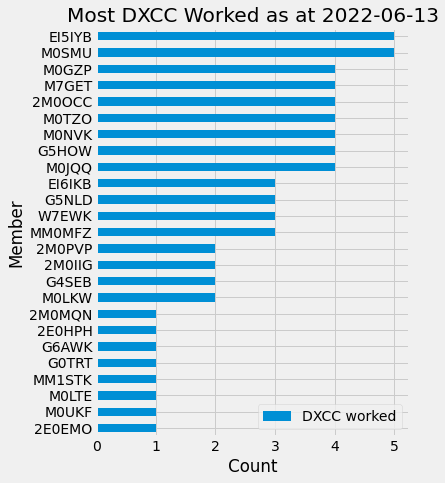 Most DXCC Worked as at 2022-06-13
EI5IYB
M0SMU
M0GZP
M7GET
2M0OCC
M0TZO
M0NVK
G5HOW
M0JQQ
EI6IKB
G5NLD
W7EWK
MM0MFZ
2M0PVP
2M0IIG
G4SEB
M0LKW
2M0MQN
2E0HPH
G6AWK
G0TRT
MM1STK
M0LTE
M0UKF
2E0EMO
Member
0 1 2 3 4 5
Count
DXCC worked